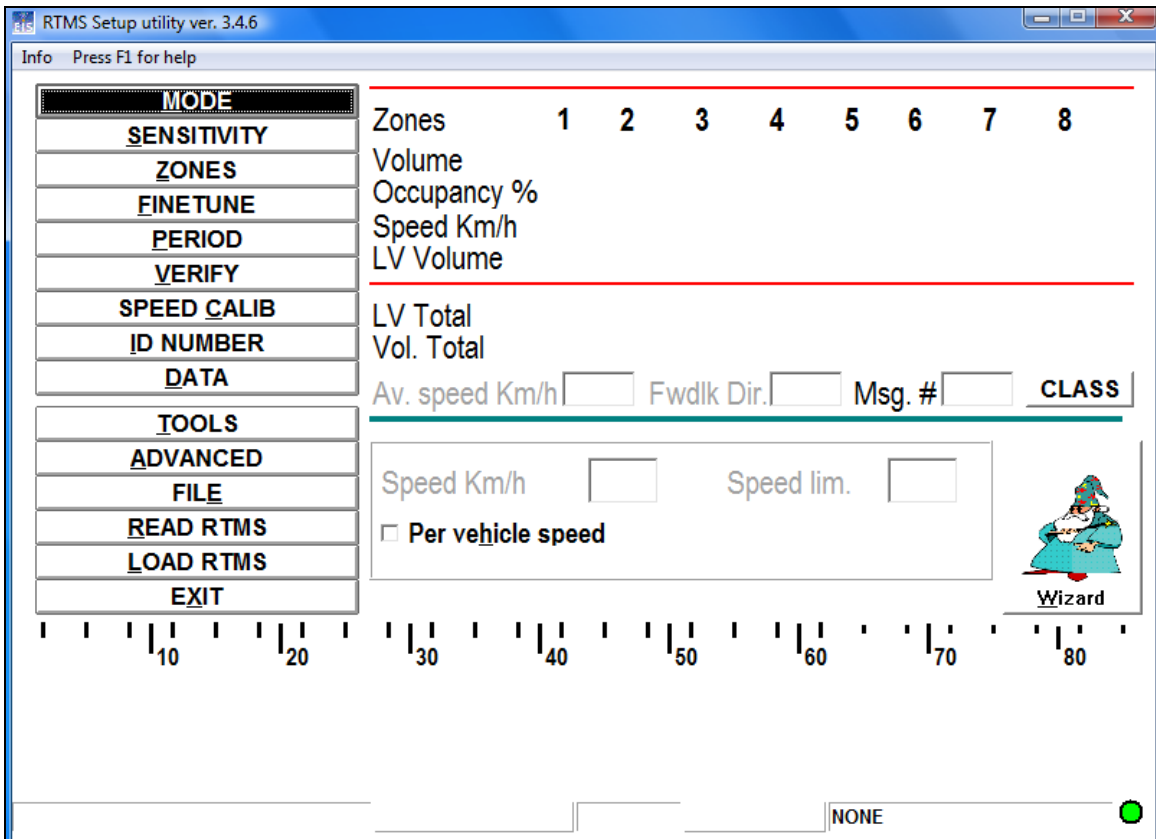 EIS RTMS Setup utility ver. 3.4.6
Info Press F1 for help
MODE
SENSITIVITY
ZONES
FINETUNE
PERIOD
VERIFY
SPEED CALIB
ID NUMBER
DATA
TOOLS
ADVANCED
FILE
READ RTMS
LOAD RTMS
EXIT
Zones 1 2 3 4 5 6 7 8
Volume
Occupancy %
Speed Km/h
LV Volume
LV Total
Vol. Total
Av. speed Km/h Fwdlk Dir. Msg. # CLASS
Speed Km/h Speed lim.
Per vehicle speed
Wizard
10 20 30 40 50 60 70 80
NONE